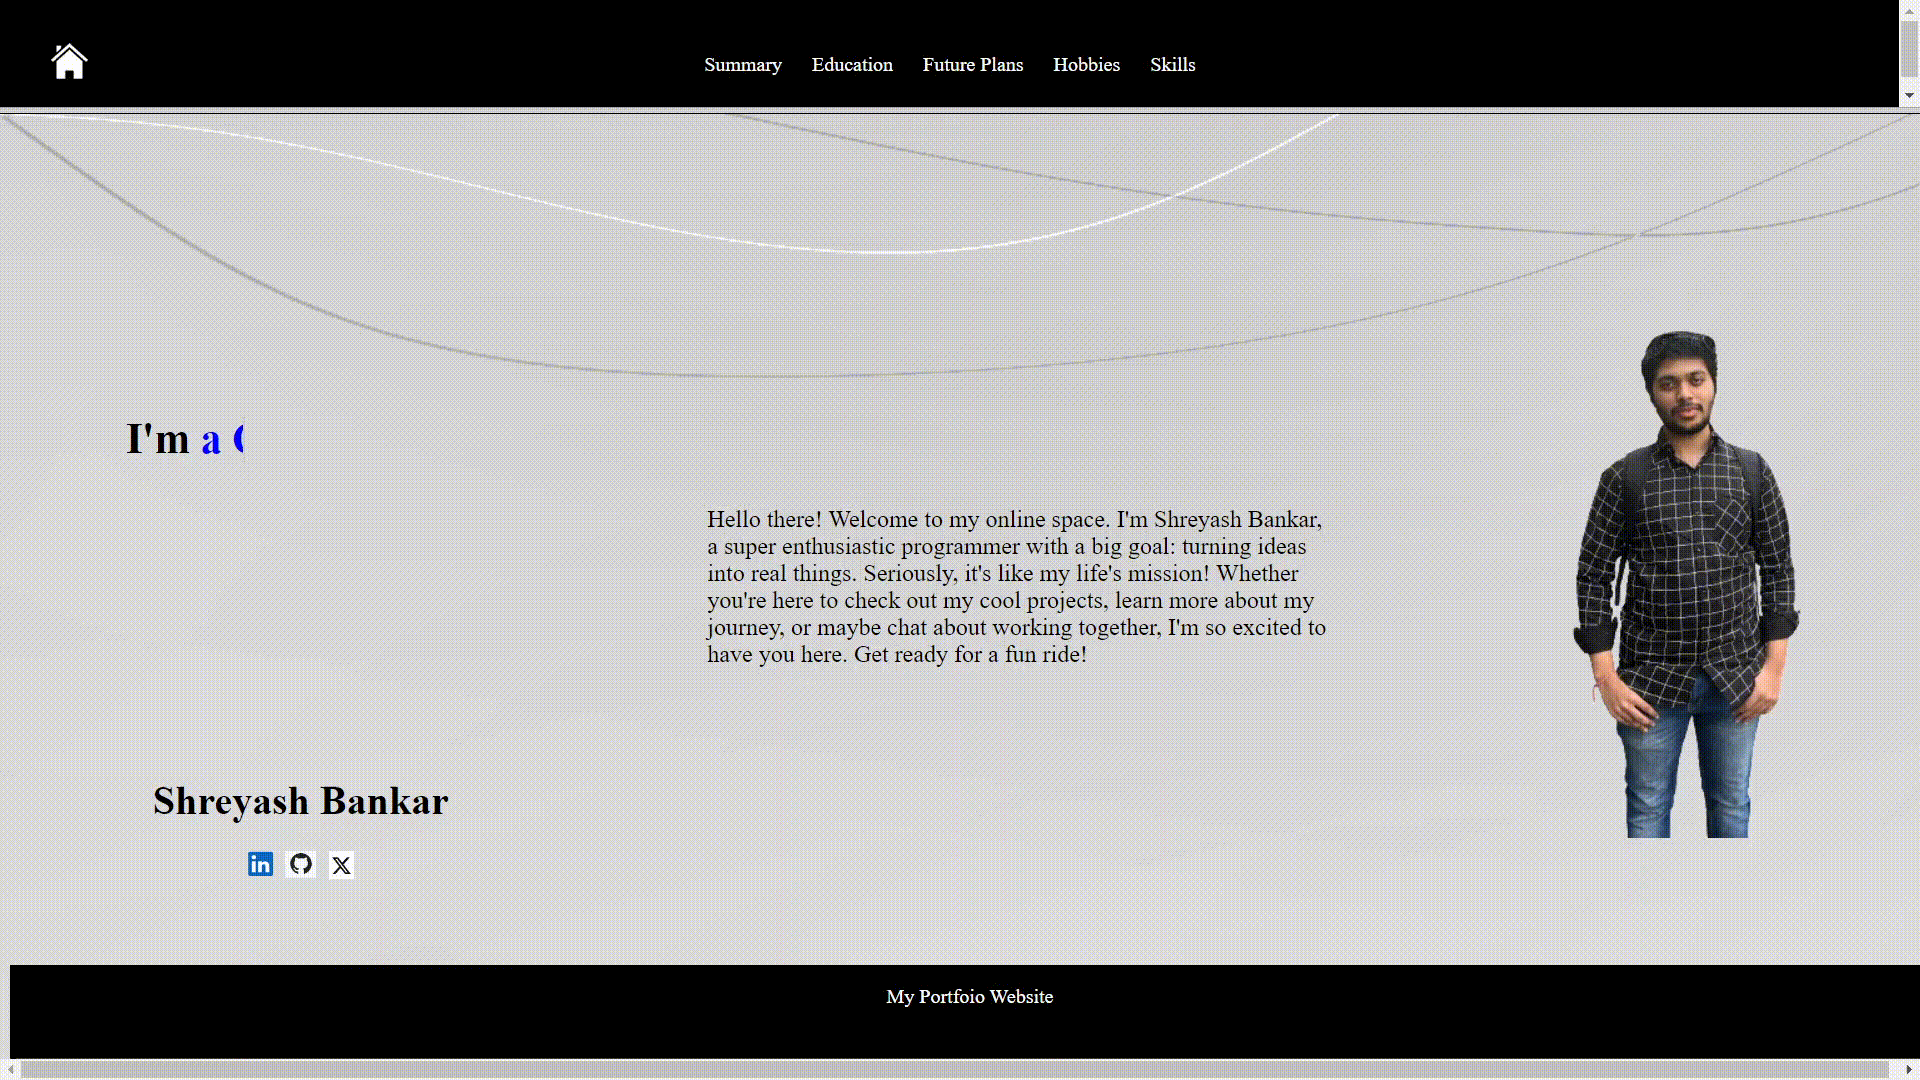 Summary Education Future Plans Hobbies Skills
I'm a
Hello there! Welcome to my online space. I'm Shreyash Bankar,
a super enthusiastic programmer with a big goal: turning ideas
into real things. Seriously, it's like my life's mission! Whether
you're here to check out my cool projects, learn more about my
journey, or maybe chat about working together, I'm so excited to
have you here. Get ready for a fun ride!
Shreyash Bankar
in X
My Portfoio Website